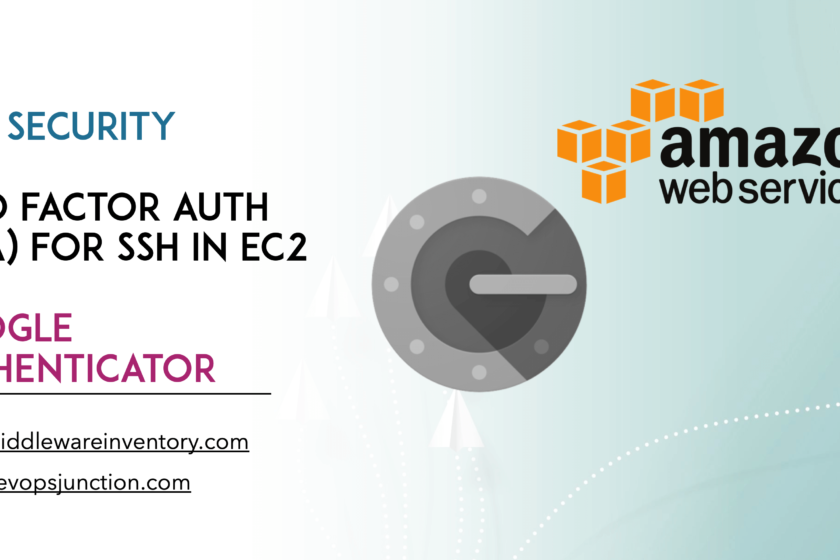 SECURITY
O FACTOR AUTH
A) FOR SSH IN EC2
OGLE
HENTICATOR
iddlewareinventory.com
evopsjunction.com
amazo
web servic